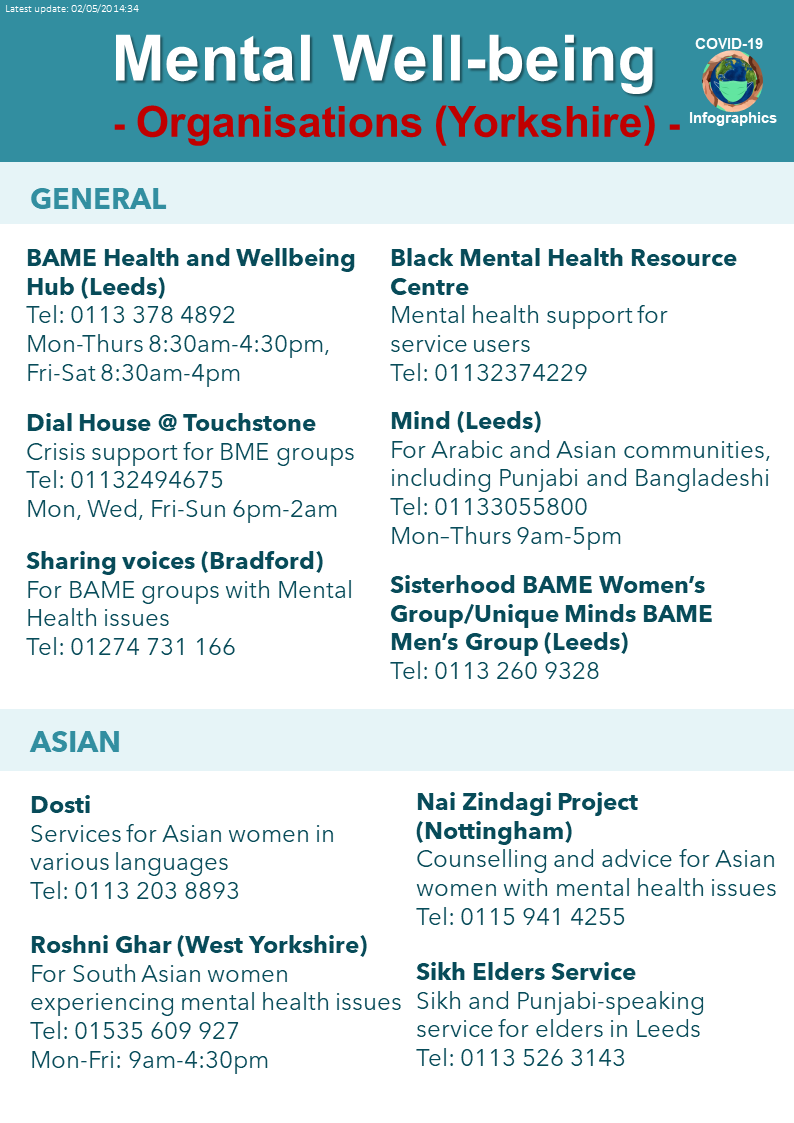 Latest update: 02/05/2014:34
Mental Well-being
- Organisations (Yorkshire) -
COVID-19
Infographics
GENERAL
BAME Health and Wellbeing
Hub (Leeds)
Tel: 0113 378 4892
Mon-Thurs 8:30am-4:30pm,
Fri-Sat 8:30am-4pm
Dial House @ Touchstone
Crisis support for BME groups
Tel: 01132494675
Mon, Wed, Fri-Sun 6pm-2am
Sharing voices (Bradford)
For BAME groups with Mental
Health issues
Tel: 01274 731 166
Black Mental Health Resource
Centre
Mental health support for
service users
Tel: 01132374229
Mind (Leeds)
For Arabic and Asian communities,
including Punjabi and Bangladeshi
Tel: 01133055800
Mon–Thurs 9am-5pm
Sisterhood BAME Women’s
Group/Unique Minds BAME
Men’s Group (Leeds)
Tel: 0113 260 9328
ASIAN
Dosti
Services for Asian women in
various languages
Tel: 0113 203 8893
Roshni Ghar (West Yorkshire)
For South Asian women
experiencing mental health issues
Tel: 01535 609 927
Mon-Fri: 9am-4:30pm
Nai Zindagi Project
(Nottingham)
Counselling and advice for Asian
women with mental health issues
Tel: 0115 941 4255
Sikh Elders Service
Sikh and Punjabi-speaking
service for elders in Leeds
Tel: 0113 526 3143